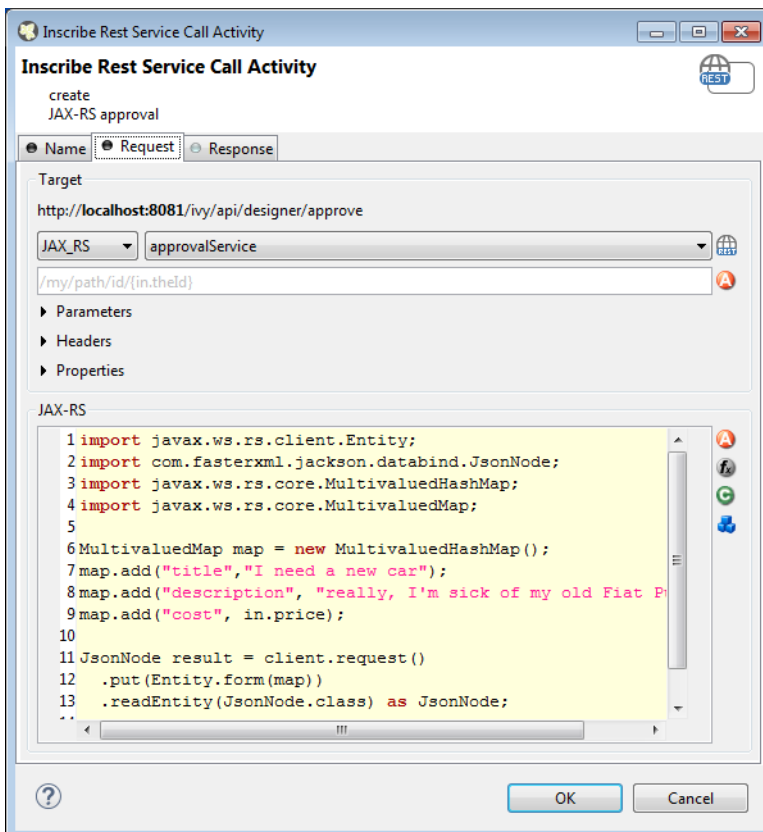 Inscribe Rest Service Call Activity
Inscribe Rest Service Call Activity
REST
create
JAX-RS approval
Name Request Response
Target
http://localhost:8081/ivy/api/designer/approve
JAX_RS approvalService REST
/my/path/id/{in.theId} A
Parameters
Headers
Properties
JAX-RS
1 import javax.ws.rs.client.Entity; A
2 import com.fasterxml.jackson.databind.JsonNode; fx
3 import javax.ws.rs.core.MultivaluedHashMap; C
4 import javax.ws.rs.core.MultivaluedMap;
5
6 MultivaluedMap map = new MultivaluedHashMap();
7 map.add("title","I need a new car");
8 map.add("description", "really, I'm sick of my old Fiat
9 map.add("cost", in.price);
10
11 JsonNode result = client.request()
12 .put(Entity.form(map))
13 .readEntity(JsonNode.class) as JsonNode;
? OK Cancel